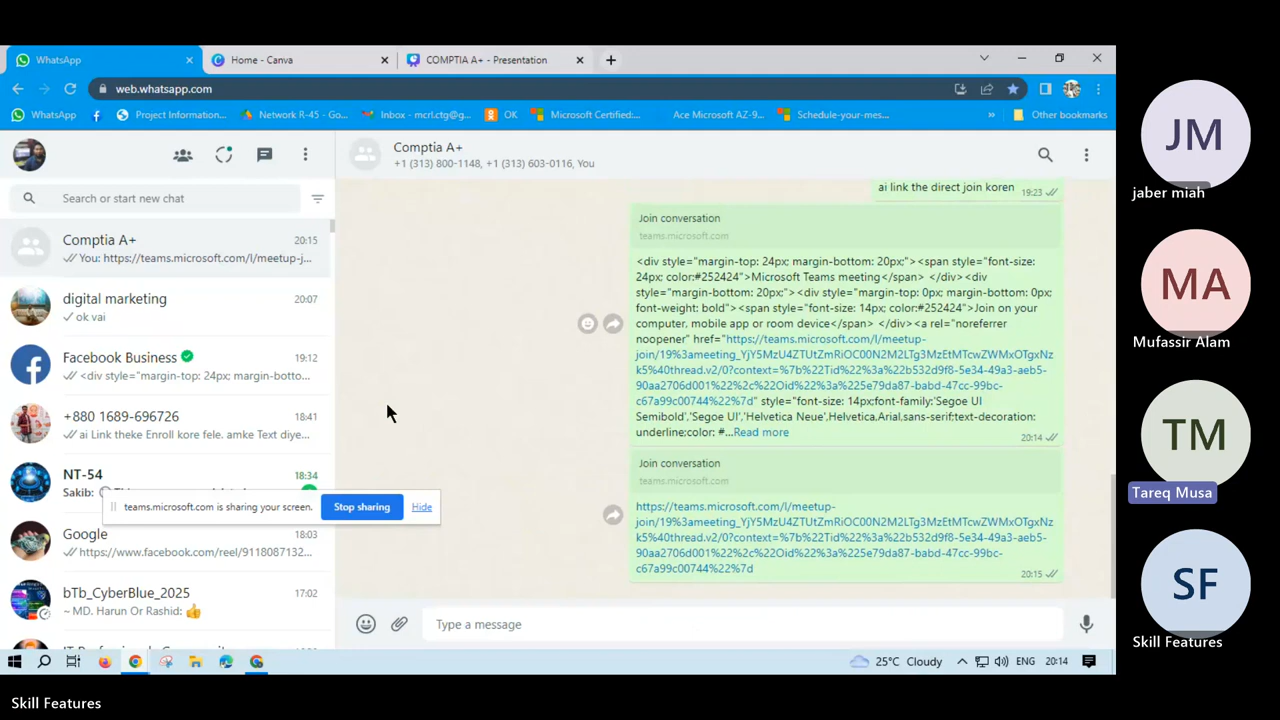 WhatsApp
Home - Canva
COMPTIA A+ - Presentation
web.whatsapp.com
WhatsApp
Project Information...
Network R-45 - Go...
Inbox - mcrl.ctg@g...
OK
Microsoft Certified:...
Ace Microsoft AZ-9...
Schedule-your-mes...
»
Other bookmarks
Search or start new chat
Comptia A+
20:15
You: https://teams.microsoft.com/l/meetup-j...
digital marketing
20:07
ok vai
Facebook Business
19:12
<div style="margin-top: 24px; margin-botto...
+880 1689-696726
18:41
ai Link theke Enroll kore fele. amke Text diye...
NT-54
18:34
Sakib:
teams.microsoft.com is sharing your screen.
Stop sharing
Hide
Google
18:03
https://www.facebook.com/reel/9118087132...
bTb_CyberBlue_2025
17:02
~ MD. Harun Or Rashid: 👍
Comptia A+
+1 (313) 800-1148, +1 (313) 603-0116, You
ai link the direct join koren
19:23
Join conversation
teams.microsoft.com
<div style="margin-top: 24px; margin-bottom: 20px;"><span style="font-size:
24px; color:#252424">Microsoft Teams meeting</span> </div><div
style="margin-bottom: 20px;"><div style="margin-top: 0px; margin-bottom: 0px;
font-weight: bold"><span style="font-size: 14px; color:#252424">Join on your
computer, mobile app or room device</span> </div><a rel="noreferrer
noopener" href="https://teams.microsoft.com/l/meetup-
join/19%3ameeting_YjY5MzU4ZTUtZmRiOC00N2M2LTg3MzEtMTcwZWMxOTgxNz
k5%40thread.v2/0?context=%7b%22Tid%22%3a%22b532d9f8-5e34-49a3-aeb5-
90aa2706d001%22%2c%22Oid%22%3a%225e79da87-babd-47cc-99bc-
c67a99c00744%22%7d" style="font-size: 14px;font-family:'Segoe UI
Semibold','Segoe UI','Helvetica Neue',Helvetica,Arial,sans-serif;text-decoration:
underline;color: #...Read more
20:14
Join conversation
teams.microsoft.com
https://teams.microsoft.com/l/meetup-
join/19%3ameeting_YjY5MzU4ZTUtZmRiOC00N2M2LTg3MzEtMTcwZWMxOTgxNz
k5%40thread.v2/0?context=%7b%22Tid%22%3a%22b532d9f8-5e34-49a3-aeb5-
90aa2706d001%22%2c%22Oid%22%3a%225e79da87-babd-47cc-99bc-
c67a99c00744%22%7d
20:15
Type a message
25°C Cloudy
ENG
20:14
JM
jaber miah
MA
Mufassir Alam
TM
Tareq Musa
SF
Skill Features
Skill Features